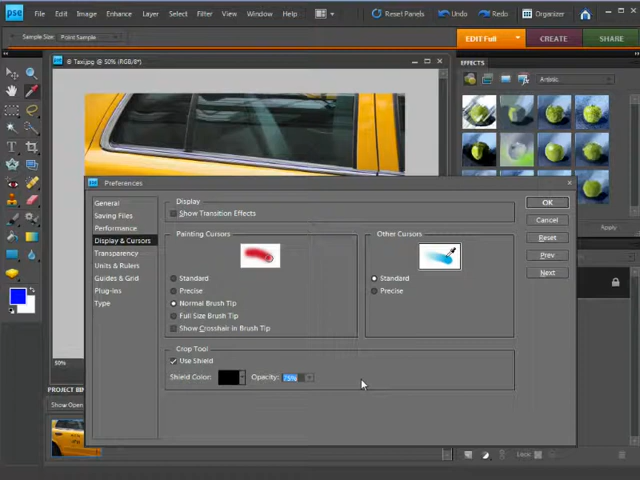 pse File Edit Image Enhance Layer Select Filter View Window Help Reset Panels Undo Redo Organizer
Sample Size: Point Sample EDIT Full CREATE SHARE
Taxi.jpg @ 50% (RGB/8*)
EFFECTS
Artistic
Preferences
General
Saving Files
Performance
Display & Cursors
Transparency
Units & Rulers
Guides & Grid
Plug-Ins
Type
Display
Show Transition Effects
Painting Cursors
Standard
Precise
Normal Brush Tip
Full Size Brush Tip
Show Crosshair in Brush Tip
Other Cursors
Standard
Precise
Crop Tool
Use Shield
Shield Color: Opacity: 75%
OK
Cancel
Reset
Prev
Next
Apply
50%
PROJECT BIN
Show Open
Lock: